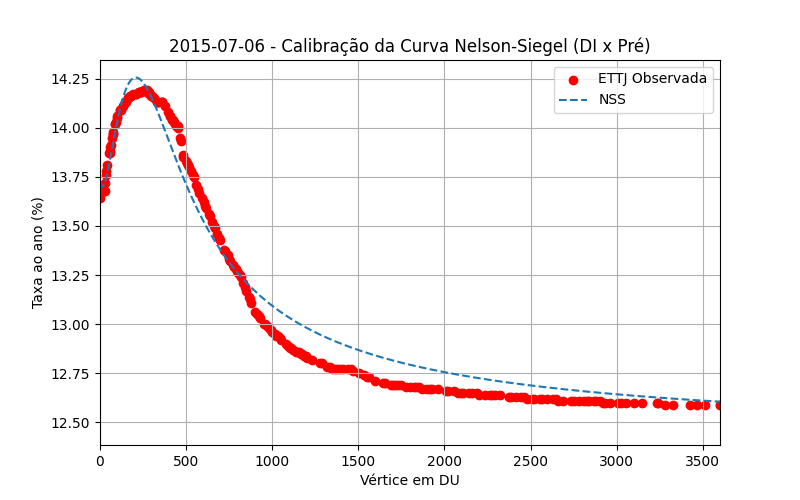 2015-07-06 - Calibração da Curva Nelson-Siegel (DI x Pré)
ETTJ Observada
NSS
Taxa ao ano (%)
14.25
14.00
13.75
13.50
13.25
13.00
12.75
12.50
0 500 1000 1500 2000 2500 3000 3500
Vértice em DU